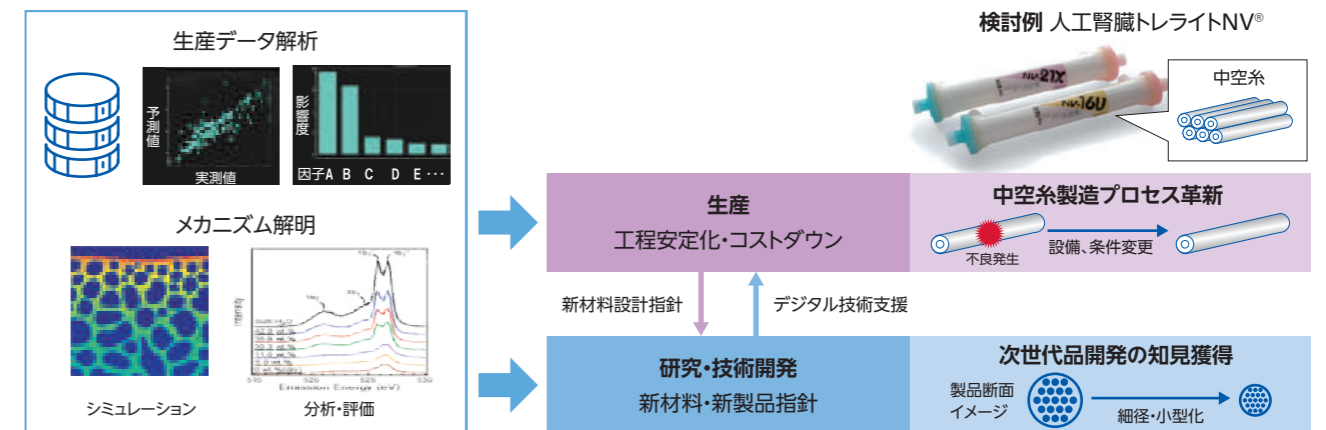 生産データ解析
予測値
実測値
影響度
因子A B C D E・・・
メカニズム解明
シミュレーション
Intensity
515 520 525 530
Emission Energy (eV)
分析・評価
検討例 人工腎臓トレライトNV®
NV-21X
NV-16U
中空糸
生産
工程安定化・コストダウン
中空糸製造プロセス革新
不良発生
設備、条件変更
新材料設計指針
デジタル技術支援
研究・技術開発
新材料・新製品指針
次世代品開発の知見獲得
製品断面
イメージ
細径・小型化